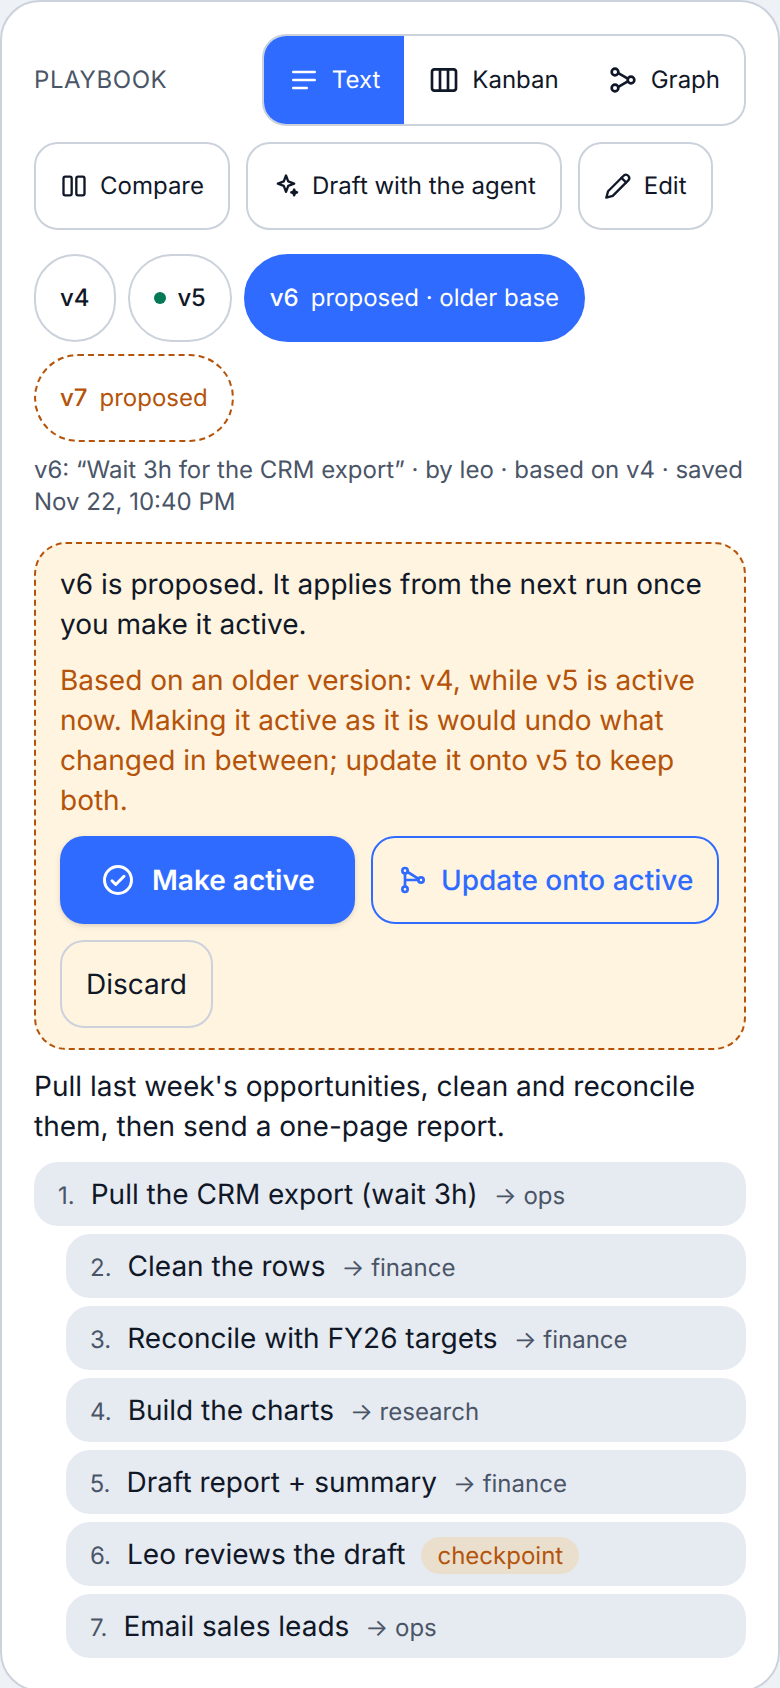 PLAYBOOK
Text
Kanban
Graph
Compare
Draft with the agent
Edit
v4
v5
v6 proposed · older base
v7 proposed
v6: “Wait 3h for the CRM export” · by leo · based on v4 · saved
Nov 22, 10:40 PM
v6 is proposed. It applies from the next run once
you make it active.
Based on an older version: v4, while v5 is active
now. Making it active as it is would undo what
changed in between; update it onto v5 to keep
both.
Make active
Update onto active
Discard
Pull last week's opportunities, clean and reconcile
them, then send a one-page report.
1. Pull the CRM export (wait 3h) → ops
2. Clean the rows → finance
3. Reconcile with FY26 targets → finance
4. Build the charts → research
5. Draft report + summary → finance
6. Leo reviews the draft checkpoint
7. Email sales leads → ops